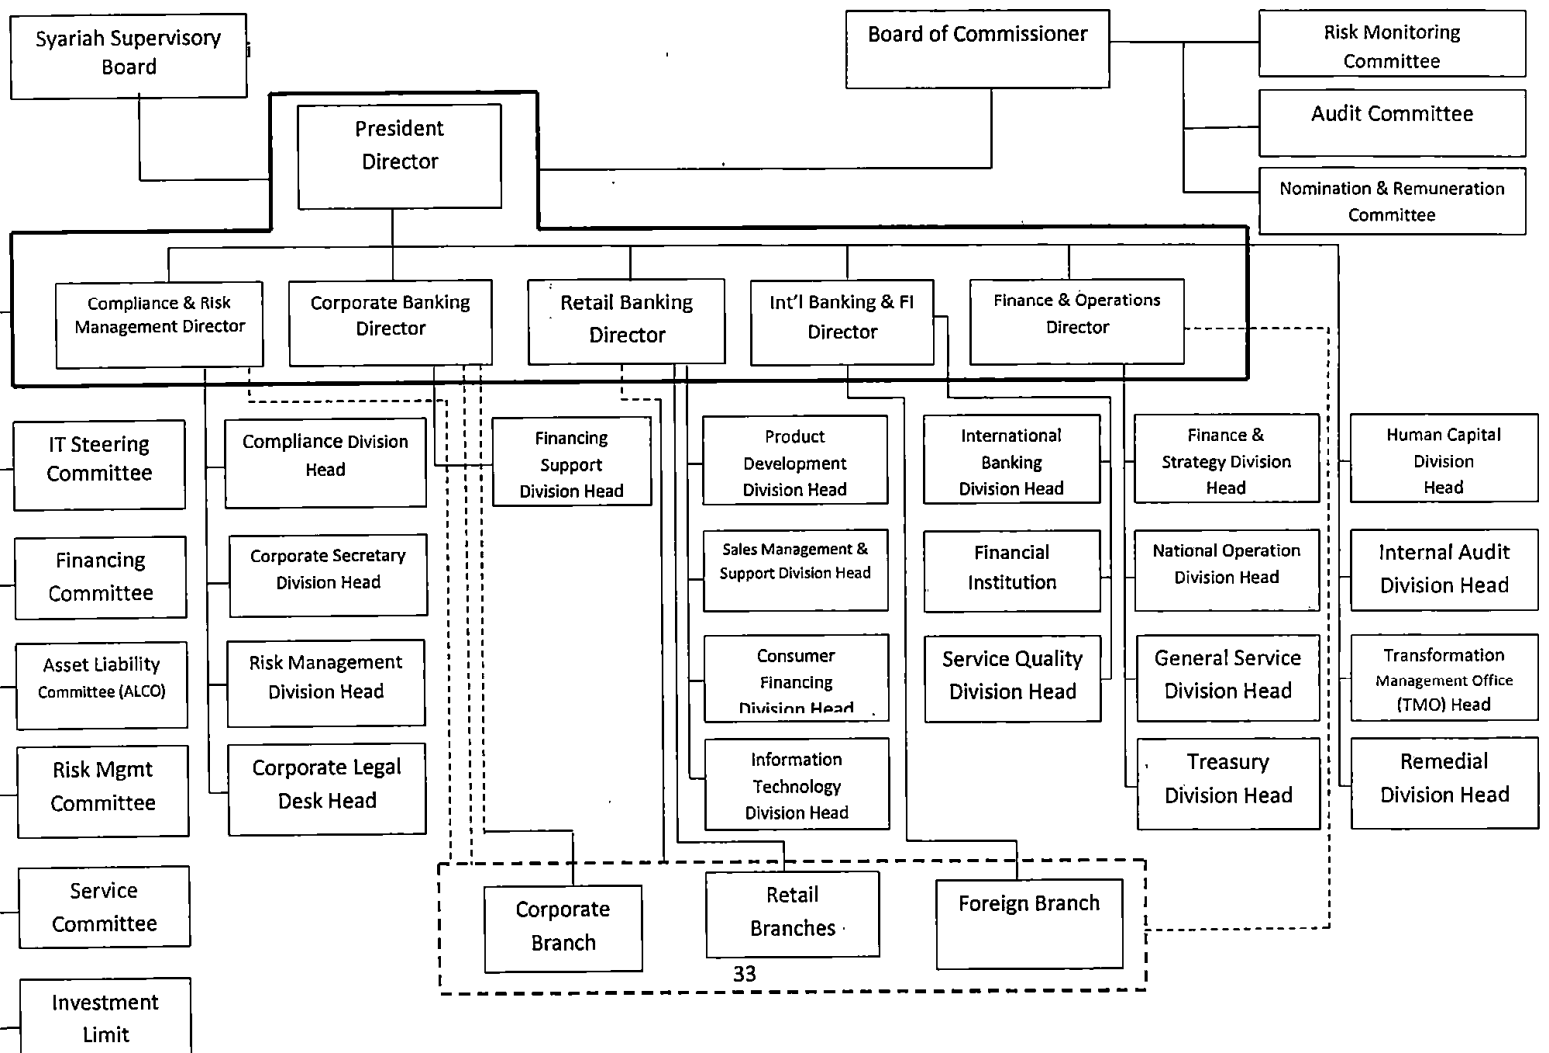 Syariah Supervisory
Board
Board of Commissioner
Risk Monitoring
Committee
Audit Committee
Nomination & Remuneration
Committee
President
Director
Compliance & Risk
Management Director
Corporate Banking
Director
Retail Banking
Director
Int'l Banking & FI
Director
Finance & Operations
Director
IT Steering
Committee
Compliance Division
Head
Financing
Support
Division Head
Product
Development
Division Head
International
Banking
Division Head
Finance &
Strategy Division
Head
Human Capital
Division
Head
Financing
Committee
Corporate Secretary
Division Head
Sales Management &
Support Division Head
Financial
Institution
National Operation
Division Head
Internal Audit
Division Head
Asset Liability
Committee (ALCO)
Risk Management
Division Head
Consumer
Financing
Division Head
Service Quality
Division Head
General Service
Division Head
Transformation
Management Office
(TMO) Head
Risk Mgmt
Committee
Corporate Legal
Desk Head
Information
Technology
Division Head
Treasury
Division Head
Remedial
Division Head
Service
Committee
Corporate
Branch
Retail
Branches
Foreign Branch
33
Investment
Limit